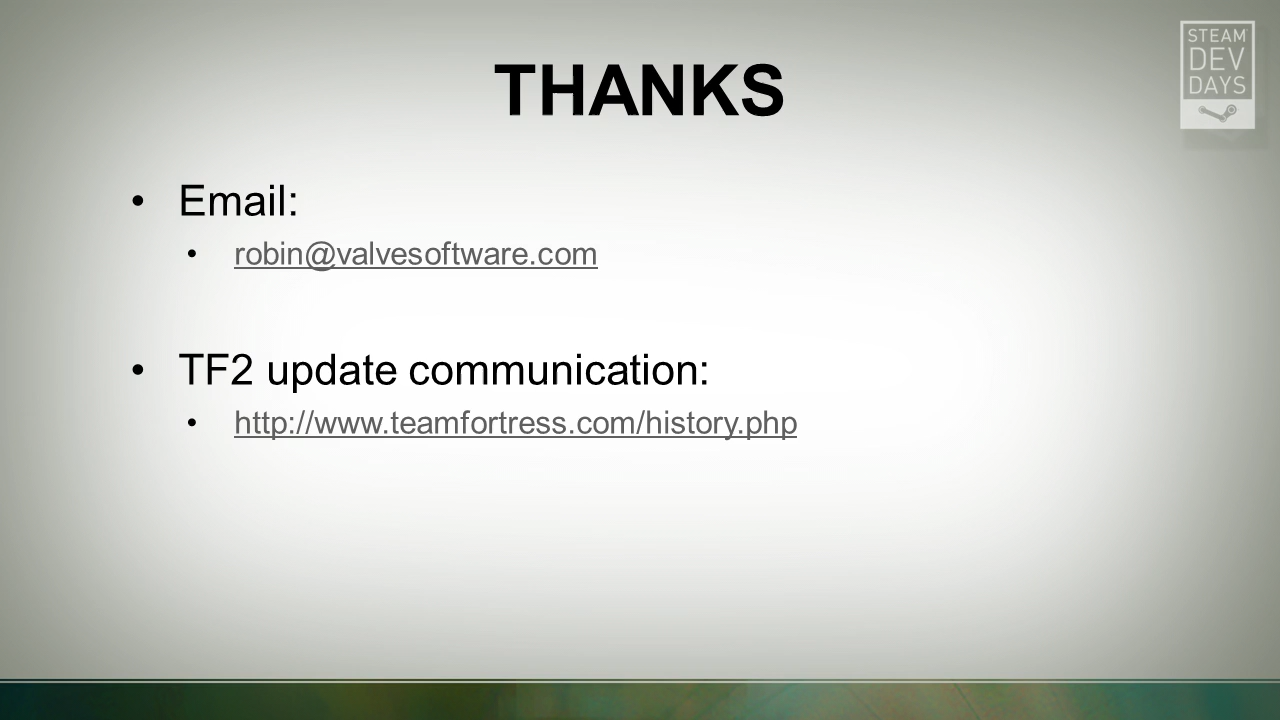 THANKS
STEAM
DEV
DAYS
• Email:
• robin@valvesoftware.com
• TF2 update communication:
• http://www.teamfortress.com/history.php